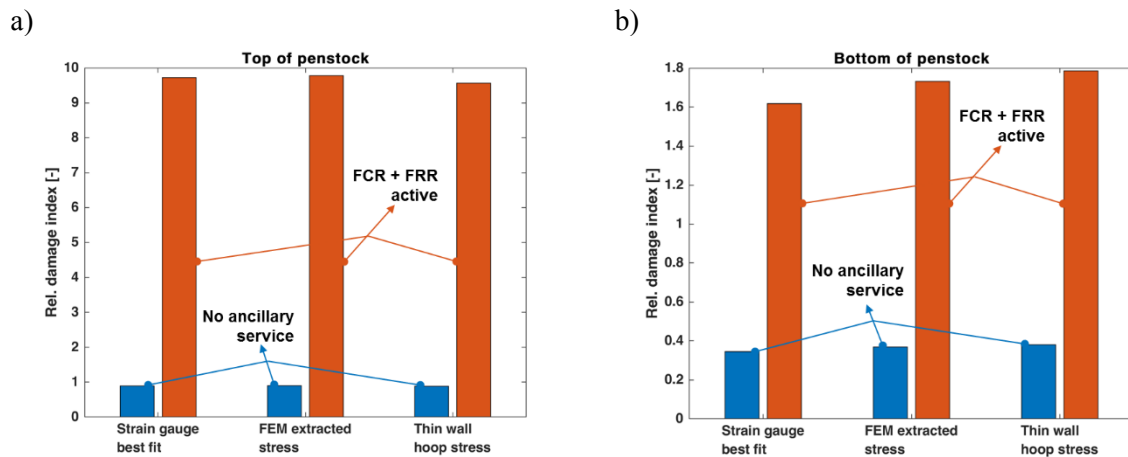 a)
Top of penstock
10
9
8
7
6
5
4
3
2
1
0
Rel. damage index [-]
FCR + FRR
active
No ancillary
service
Strain gauge
best fit
FEM extracted
stress
Thin wall
hoop stress
b)
Bottom of penstock
1.8
1.6
1.4
1.2
1
0.8
0.6
0.4
0.2
0
Rel. damage index [-]
FCR + FRR
active
No ancillary
service
Strain gauge
best fit
FEM extracted
stress
Thin wall
hoop stress